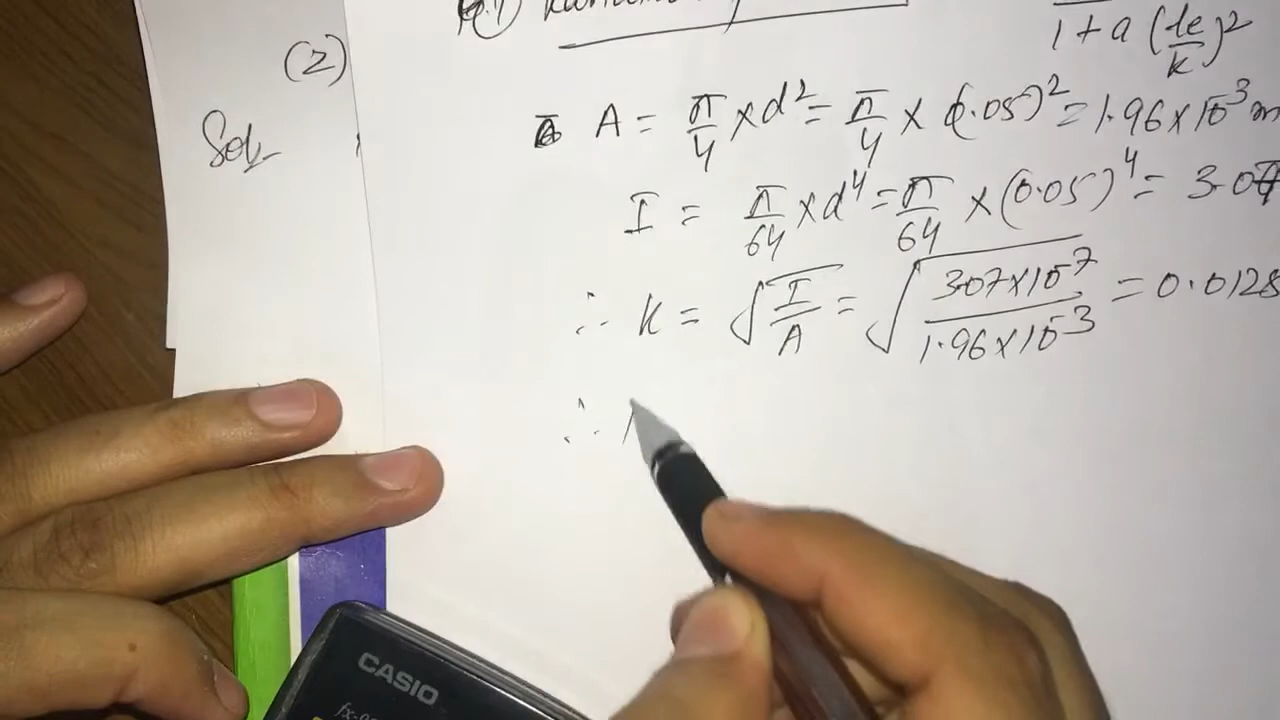 1 + a (le/k)²
(2)
Sol
A = π/4 × d² = π/4 × (0.05)² = 1.96 × 10⁻³ m
I = π/64 × d⁴ = π/64 × (0.05)⁴ = 3.07
∴ k = √(I/A) = √(3.07×10⁻⁷/1.96×10⁻³) = 0.0128
∴
CASIO